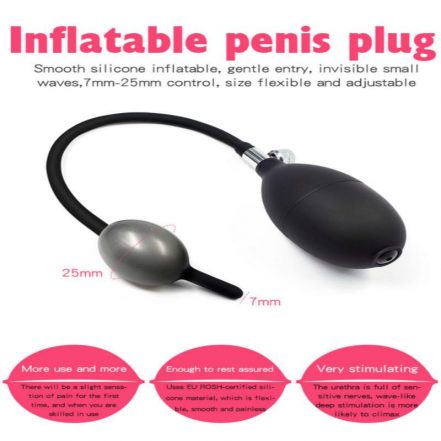 Inflatable penis plug
Smooth silicone inflatable, gentle entry, invisible small
waves,7mm-25mm control, size flexible and adjustable
25mm
7mm
More use and more
There will be a slight sensa-
tion of pain for the first
time, and when you are
skilled in use
Enough to rest assured
Uses EU ROSH-certified sili-
cone material, which is flexi-
ble, smooth and painless
Very stimulating
The urethra is full of sen-
sitive nerves, wave-like
deep stimulation is more
likely to climax